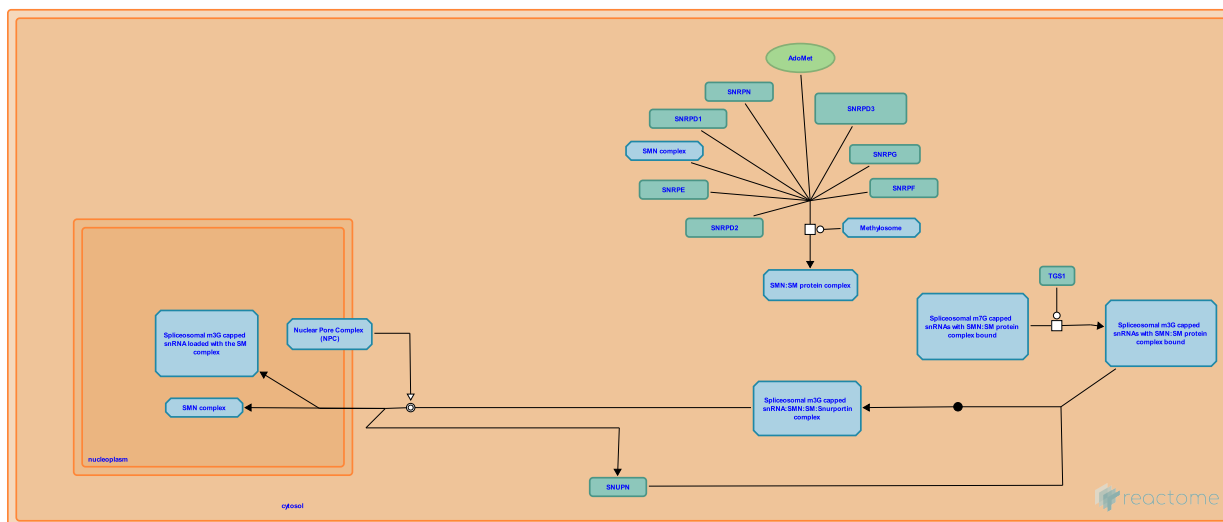 AdoMet
SNRPN
SNRPD3
SNRPD1
SMN complex
SNRPG
SNRPE
SNRPF
SNRPD2
Methylosome
SMN:SM protein complex
TGS1
Spliceosomal m7G capped
snRNAs with SMN:SM protein
complex bound
Spliceosomal m3G capped
snRNAs with SMN:SM protein
complex bound
Spliceosomal m3G capped
snRNA loaded with the SM
complex
Nuclear Pore Complex
(NPC)
SMN complex
Spliceosomal m3G capped
snRNA:SMN:SM:Snurportin
complex
nucleoplasm
SNUPN
cytosol
reactome